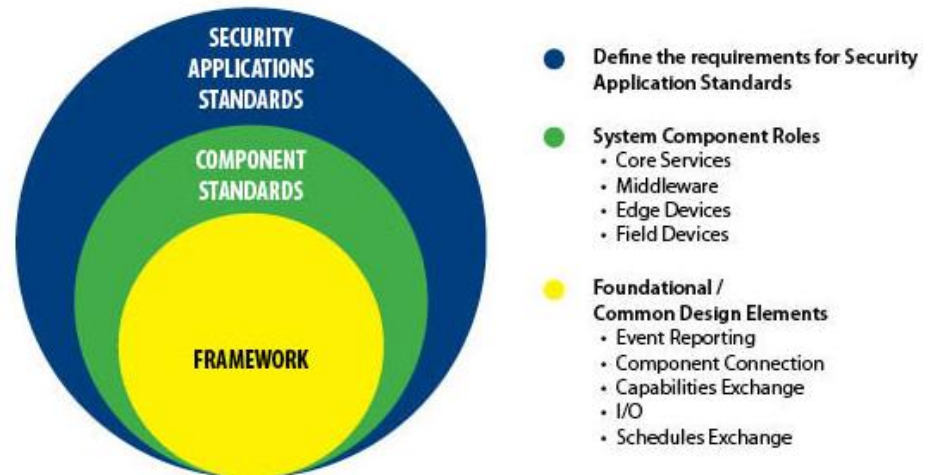 SECURITY
APPLICATIONS
STANDARDS
COMPONENT
STANDARDS
FRAMEWORK
Define the requirements for Security
Application Standards
System Component Roles
• Core Services
• Middleware
• Edge Devices
• Field Devices
Foundational /
Common Design Elements
• Event Reporting
• Component Connection
• Capabilities Exchange
• I/O
• Schedules Exchange